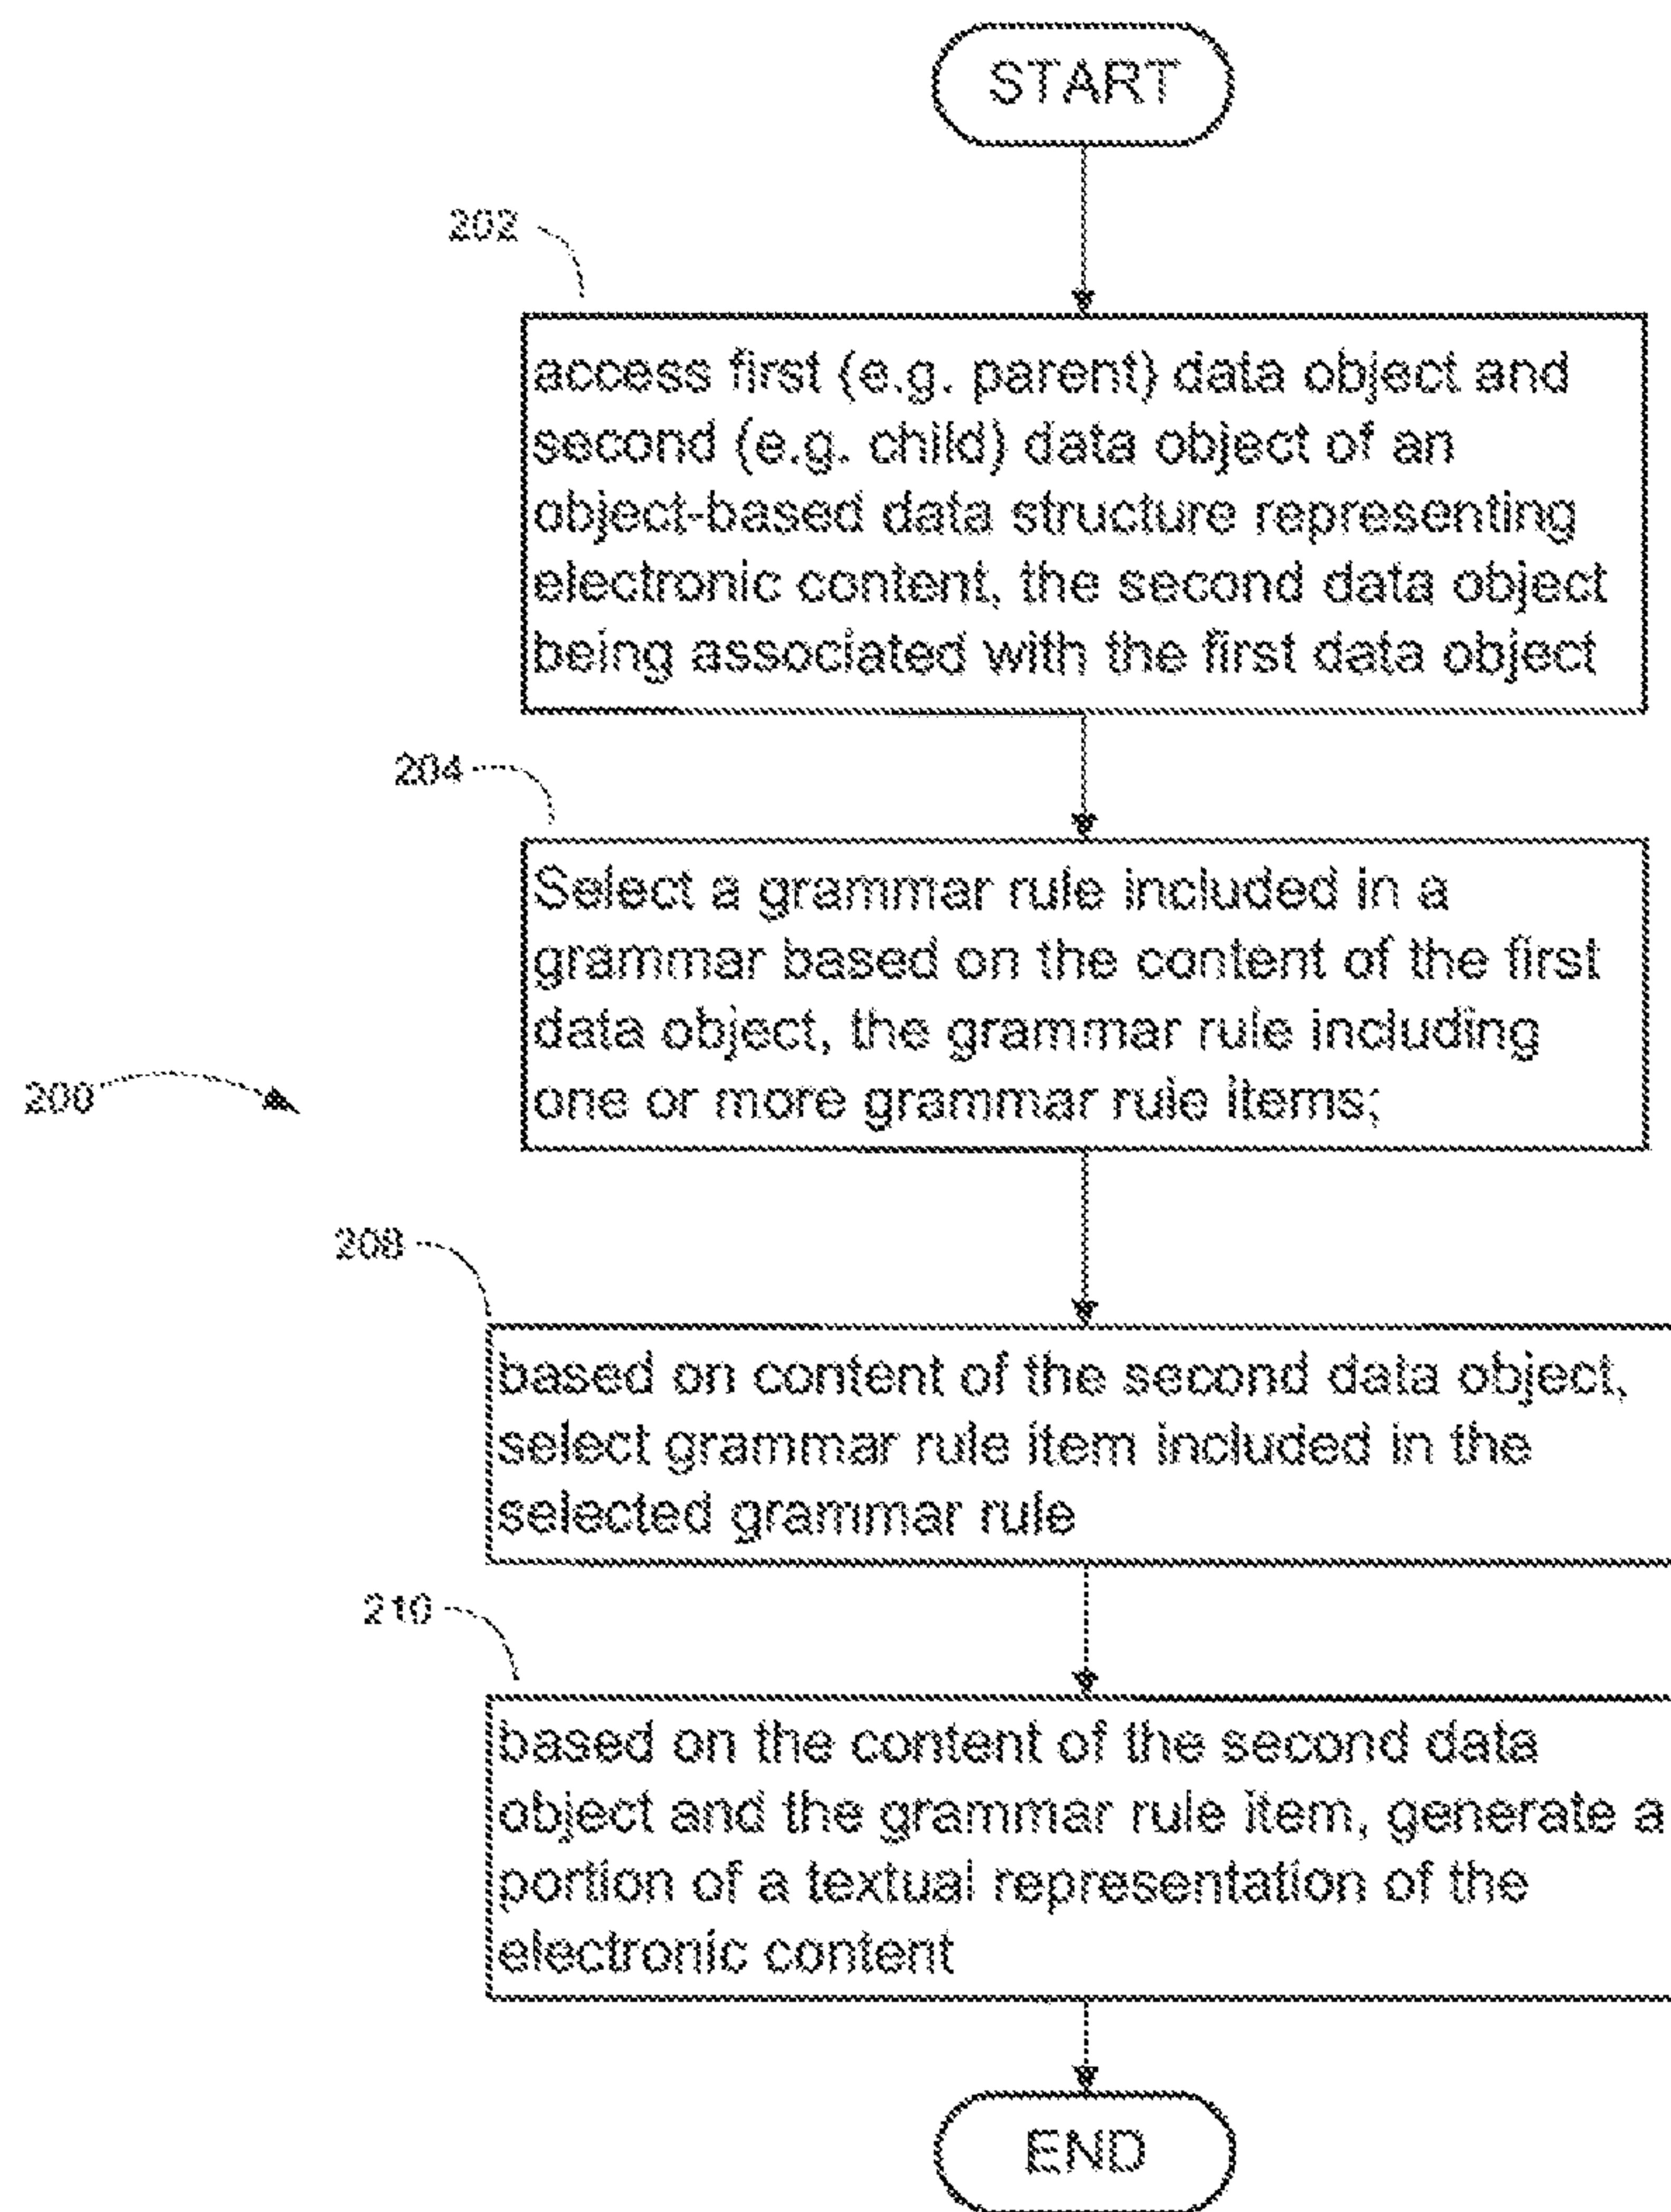 START
202
access first (e.g. parent) data object and
second (e.g. child) data object of an
object-based data structure representing
electronic content, the second data object
being associated with the first data object
204
Select a grammar rule included in a
grammar based on the content of the first
data object, the grammar rule including
one or more grammar rule items;
200
208
based on content of the second data object,
select grammar rule item included in the
selected grammar rule
210
based on the content of the second data
object and the grammar rule item, generate a
portion of a textual representation of the
electronic content
END